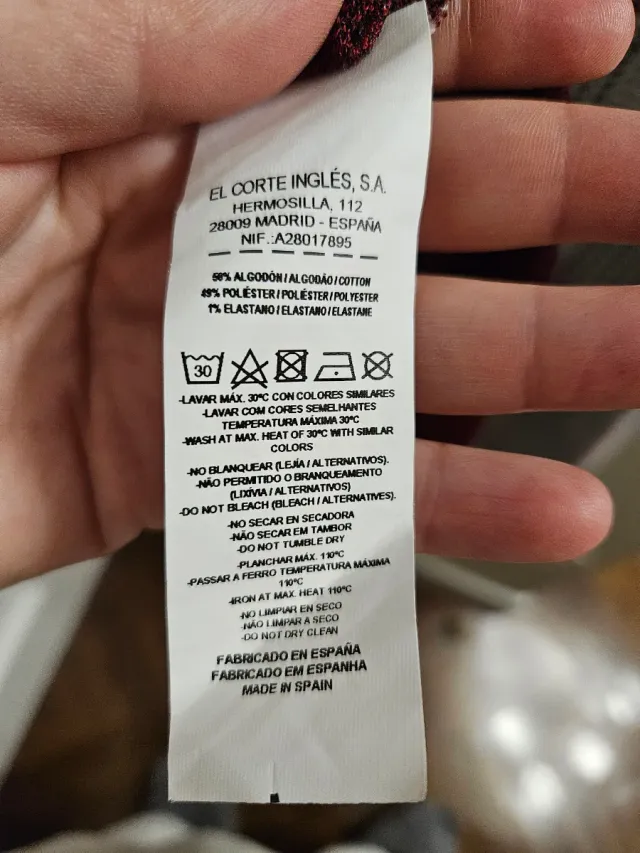 EL CORTE INGLÉS, S.A.
HERMOSILLA, 112
28009 MADRID - ESPAÑA
NIF.:A28017895
50% ALGODÓN / ALGODÃO / COTTON
49% POLIÉSTER / POLIÉSTER / POLYESTER
1% ELASTANO / ELASTANO / ELASTANE
30
-LAVAR MÁX. 30ºC CON COLORES SIMILARES
-LAVAR COM CORES SEMELHANTES
TEMPERATURA MÁXIMA 30ºC
-WASH AT MAX. HEAT OF 30ºC WITH SIMILAR
COLORS
-NO BLANQUEAR (LEJÍA / ALTERNATIVOS).
-NÃO PERMITIDO O BRANQUEAMENTO
(LIXÍVIA / ALTERNATIVOS)
-DO NOT BLEACH (BLEACH / ALTERNATIVES).
-NO SECAR EN SECADORA
-NÃO SECAR EM TAMBOR
-DO NOT TUMBLE DRY
-PLANCHAR MÁX. 110ºC
-PASSAR A FERRO TEMPERATURA MÁXIMA
110ºC
-IRON AT MAX. HEAT 110ºC
-NO LIMPIAR EN SECO
-NÃO LIMPAR A SECO
-DO NOT DRY CLEAN
FABRICADO EN ESPAÑA
FABRICADO EM ESPANHA
MADE IN SPAIN